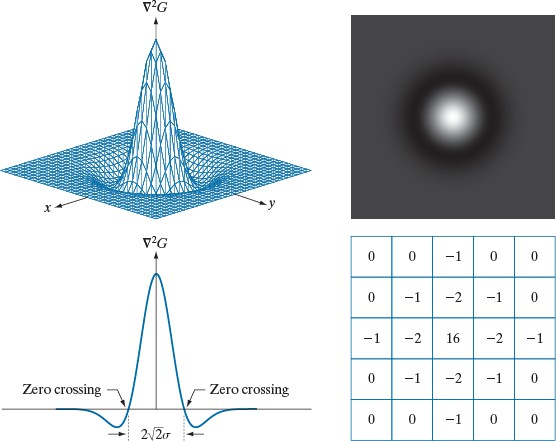 ∇²G
x
y
∇²G
Zero crossing
Zero crossing
2√2σ
0 0 −1 0 0
0 −1 −2 −1 0
−1 −2 16 −2 −1
0 −1 −2 −1 0
0 0 −1 0 0